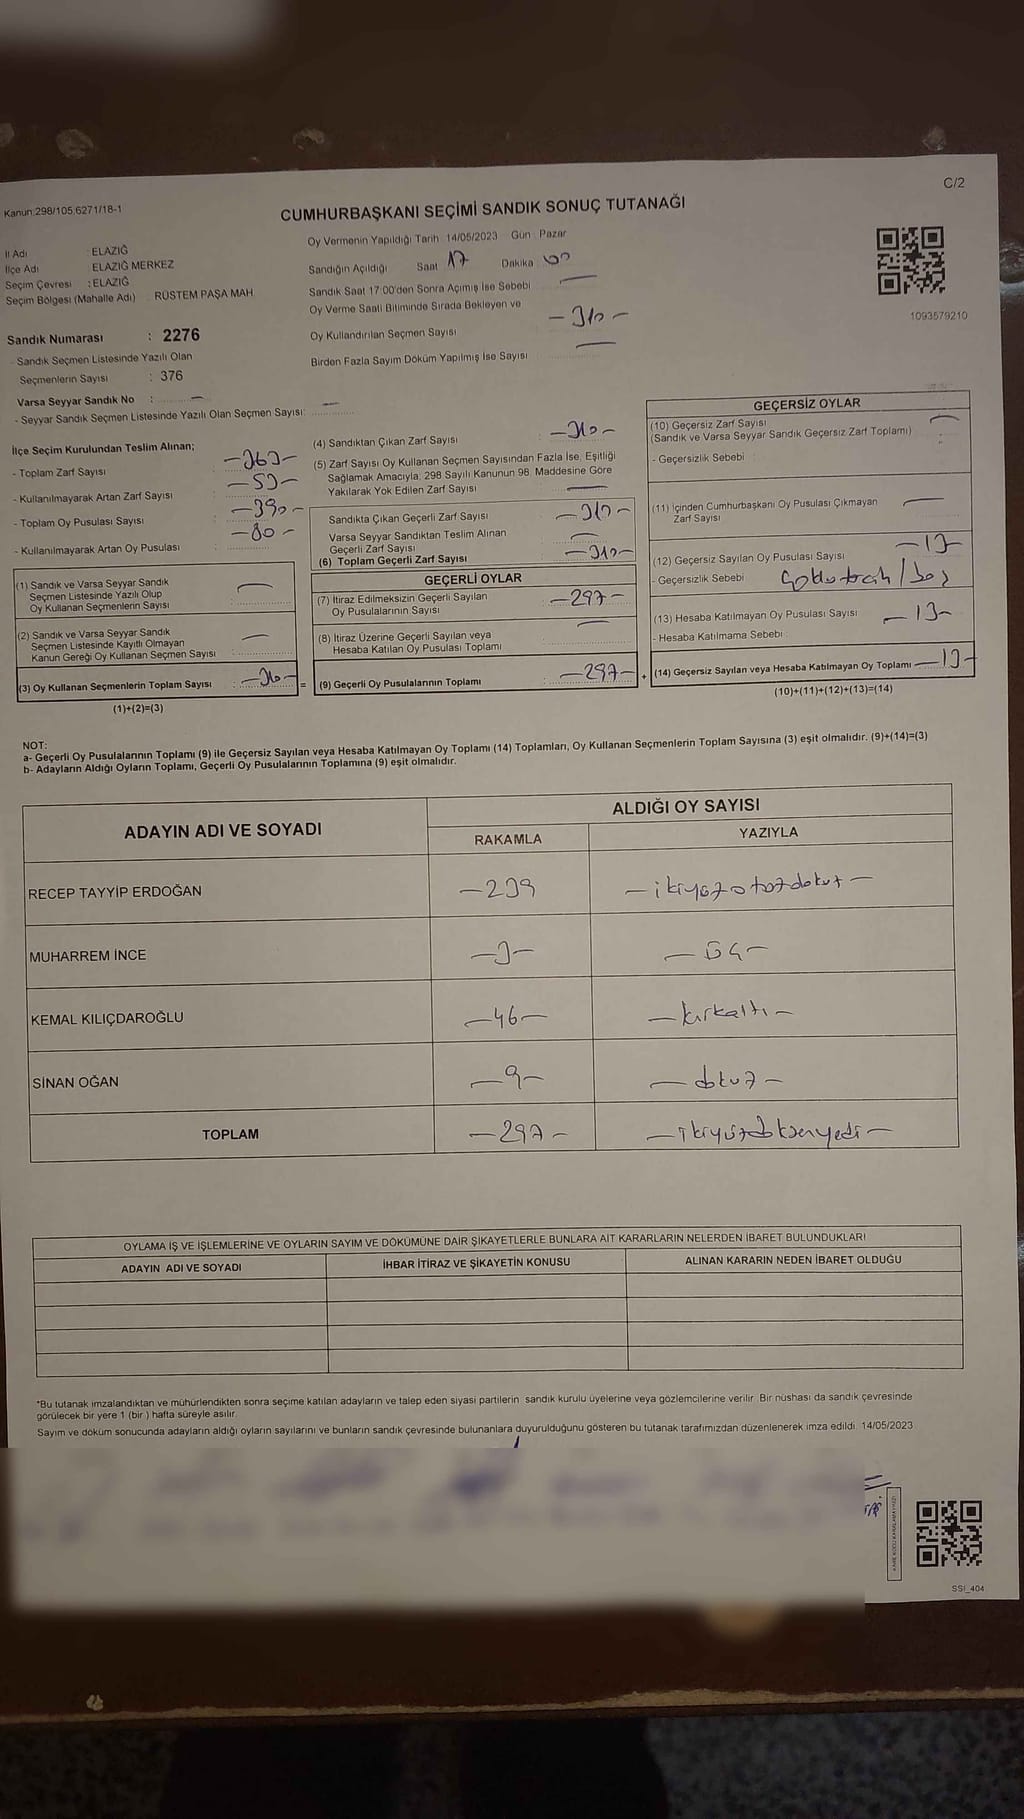 C/2
Kanun:298/105,6271/18-1
CUMHURBAŞKANI SEÇİMİ SANDIK SONUÇ TUTANAĞI
İl Adı : ELAZIĞ
İlçe Adı : ELAZIĞ MERKEZ
Seçim Çevresi : ELAZIĞ
Seçim Bölgesi (Mahalle Adı) : RÜSTEM PAŞA MAH.
Sandık Numarası : 2276
- Sandık Seçmen Listesinde Yazılı Olan
Seçmenlerin Sayısı : 376
Varsa Seyyar Sandık No : —
- Seyyar Sandık Seçmen Listesinde Yazılı Olan Seçmen Sayısı: —
Oy Vermenin Yapıldığı Tarih : 14/05/2023 Gün : Pazar
Sandığın Açıldığı Saat 17 Dakika 00
Sandık Saat 17:00'den Sonra Açımış İse Sebebi —
Oy Verme Saati Bitiminde Sırada Bekleyen ve
Oy Kullandırılan Seçmen Sayısı —310—
Birden Fazla Sayım Döküm Yapılmış İse Sayısı —
1093579210
İlçe Seçim Kurulundan Teslim Alınan;
- Toplam Zarf Sayısı —363—
- Kullanılmayarak Artan Zarf Sayısı —53—
- Toplam Oy Pusulası Sayısı —390—
- Kullanılmayarak Artan Oy Pusulası —80—
(1) Sandık ve Varsa Seyyar Sandık
Seçmen Listesinde Yazılı Olup
Oy Kullanan Seçmenlerin Sayısı : —
(2) Sandık ve Varsa Seyyar Sandık
Seçmen Listesinde Kayıtlı Olmayan
Kanun Gereği Oy Kullanan Seçmen Sayısı : —
(3) Oy Kullanan Seçmenlerin Toplam Sayısı : —310— =
(1)+(2)=(3)
(4) Sandıktan Çıkan Zarf Sayısı : —310—
(5) Zarf Sayısı Oy Kullanan Seçmen Sayısından Fazla İse, Eşitliği
Sağlamak Amacıyla, 298 Sayılı Kanunun 98. Maddesine Göre
Yakılarak Yok Edilen Zarf Sayısı —
Sandıkta Çıkan Geçerli Zarf Sayısı —310—
Varsa Seyyar Sandıktan Teslim Alınan
Geçerli Zarf Sayısı —
(6) Toplam Geçerli Zarf Sayısı —310—
GEÇERLİ OYLAR
(7) İtiraz Edilmeksizin Geçerli Sayılan
Oy Pusulalarının Sayısı —297—
(8) İtiraz Üzerine Geçerli Sayılan veya
Hesaba Katılan Oy Pusulası Toplamı —
(9) Geçerli Oy Pusulalarının Toplamı —297— +
GEÇERSİZ OYLAR
(10) Geçersiz Zarf Sayısı —
(Sandık ve Varsa Seyyar Sandık Geçersiz Zarf Toplamı) :
- Geçersizlik Sebebi :
(11) İçinden Cumhurbaşkanı Oy Pusulası Çıkmayan
Zarf Sayısı —
(12) Geçersiz Sayılan Oy Pusulası Sayısı —13—
- Geçersizlik Sebebi : / boş
(13) Hesaba Katılmayan Oy Pusulası Sayısı —13—
- Hesaba Katılmama Sebebi :
(14) Geçersiz Sayılan veya Hesaba Katılmayan Oy Toplamı —13—
(10)+(11)+(12)+(13)=(14)
NOT:
a- Geçerli Oy Pusulalarının Toplamı (9) ile Geçersiz Sayılan veya Hesaba Katılmayan Oy Toplamı (14) Toplamları, Oy Kullanan Seçmenlerin Toplam Sayısına (3) eşit olmalıdır. (9)+(14)=(3)
b- Adayların Aldığı Oyların Toplamı, Geçerli Oy Pusulalarının Toplamına (9) eşit olmalıdır.
ADAYIN ADI VE SOYADI ALDIĞI OY SAYISI
RAKAMLA YAZIYLA
RECEP TAYYİP ERDOĞAN —239 —ikiyüzotuzdokuz—
MUHARREM İNCE —3— —üç—
KEMAL KILIÇDAROĞLU —46— —kırkaltı—
SİNAN OĞAN —9— —dokuz—
TOPLAM —297— —ikiyüzdoksanyedi—
OYLAMA İŞ VE İŞLEMLERİNE VE OYLARIN SAYIM VE DÖKÜMÜNE DAİR ŞİKAYETLERLE BUNLARA AİT KARARLARIN NELERDEN İBARET BULUNDUKLARI
ADAYIN ADI VE SOYADI İHBAR İTİRAZ VE ŞİKAYETİN KONUSU ALINAN KARARIN NEDEN İBARET OLDUĞU
*Bu tutanak imzalandıktan ve mühürlendikten sonra seçime katılan adayların ve talep eden siyasi partilerin sandık kurulu üyelerine veya gözlemcilerine verilir. Bir nüshası da sandık çevresinde
görülecek bir yere 1 (bir ) hafta süreyle asılır.
Sayım ve döküm sonucunda adayların aldığı oyların sayılarını ve bunların sandık çevresinde bulunanlara duyurulduğunu gösteren bu tutanak tarafımızdan düzenlenerek imza edildi. 14/05/2023
SSI_404